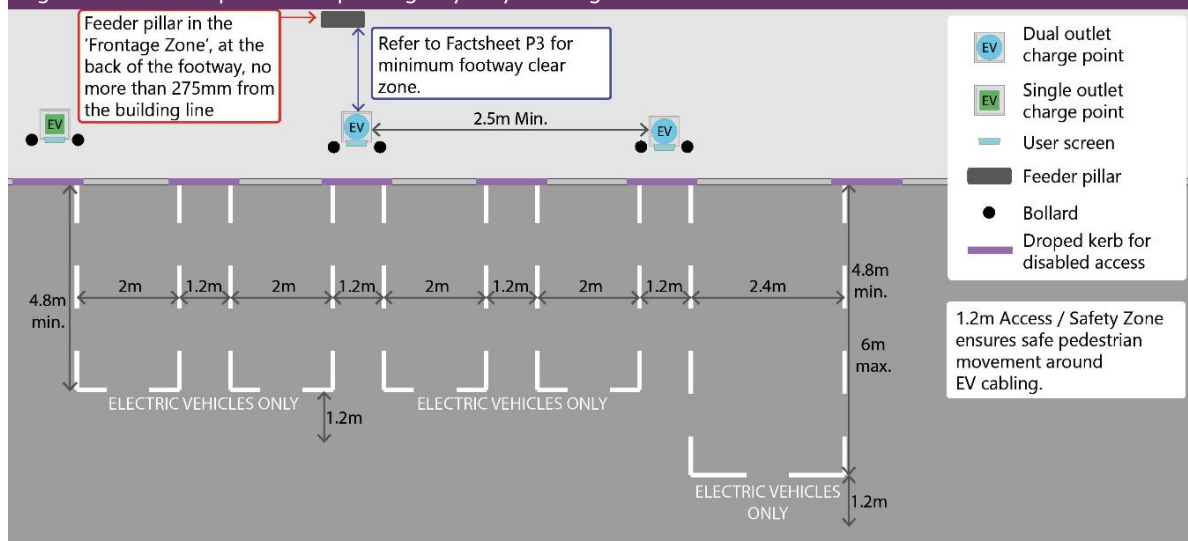 Feeder pillar in the
'Frontage Zone', at the
back of the footway, no
more than 275mm from
the building line
Refer to Factsheet P3 for
minimum footway clear
zone.
EV
EV
2.5m Min.
EV
EV
Dual outlet
charge point
EV
Single outlet
charge point
User screen
Feeder pillar
Bollard
Droped kerb for
disabled access
4.8m
min.
2m
1.2m
2m
1.2m
2m
1.2m
2m
1.2m
2.4m
4.8m
min.
6m
max.
1.2m Access / Safety Zone
ensures safe pedestrian
movement around
EV cabling.
ELECTRIC VEHICLES ONLY
1.2m
ELECTRIC VEHICLES ONLY
ELECTRIC VEHICLES
ONLY
1.2m